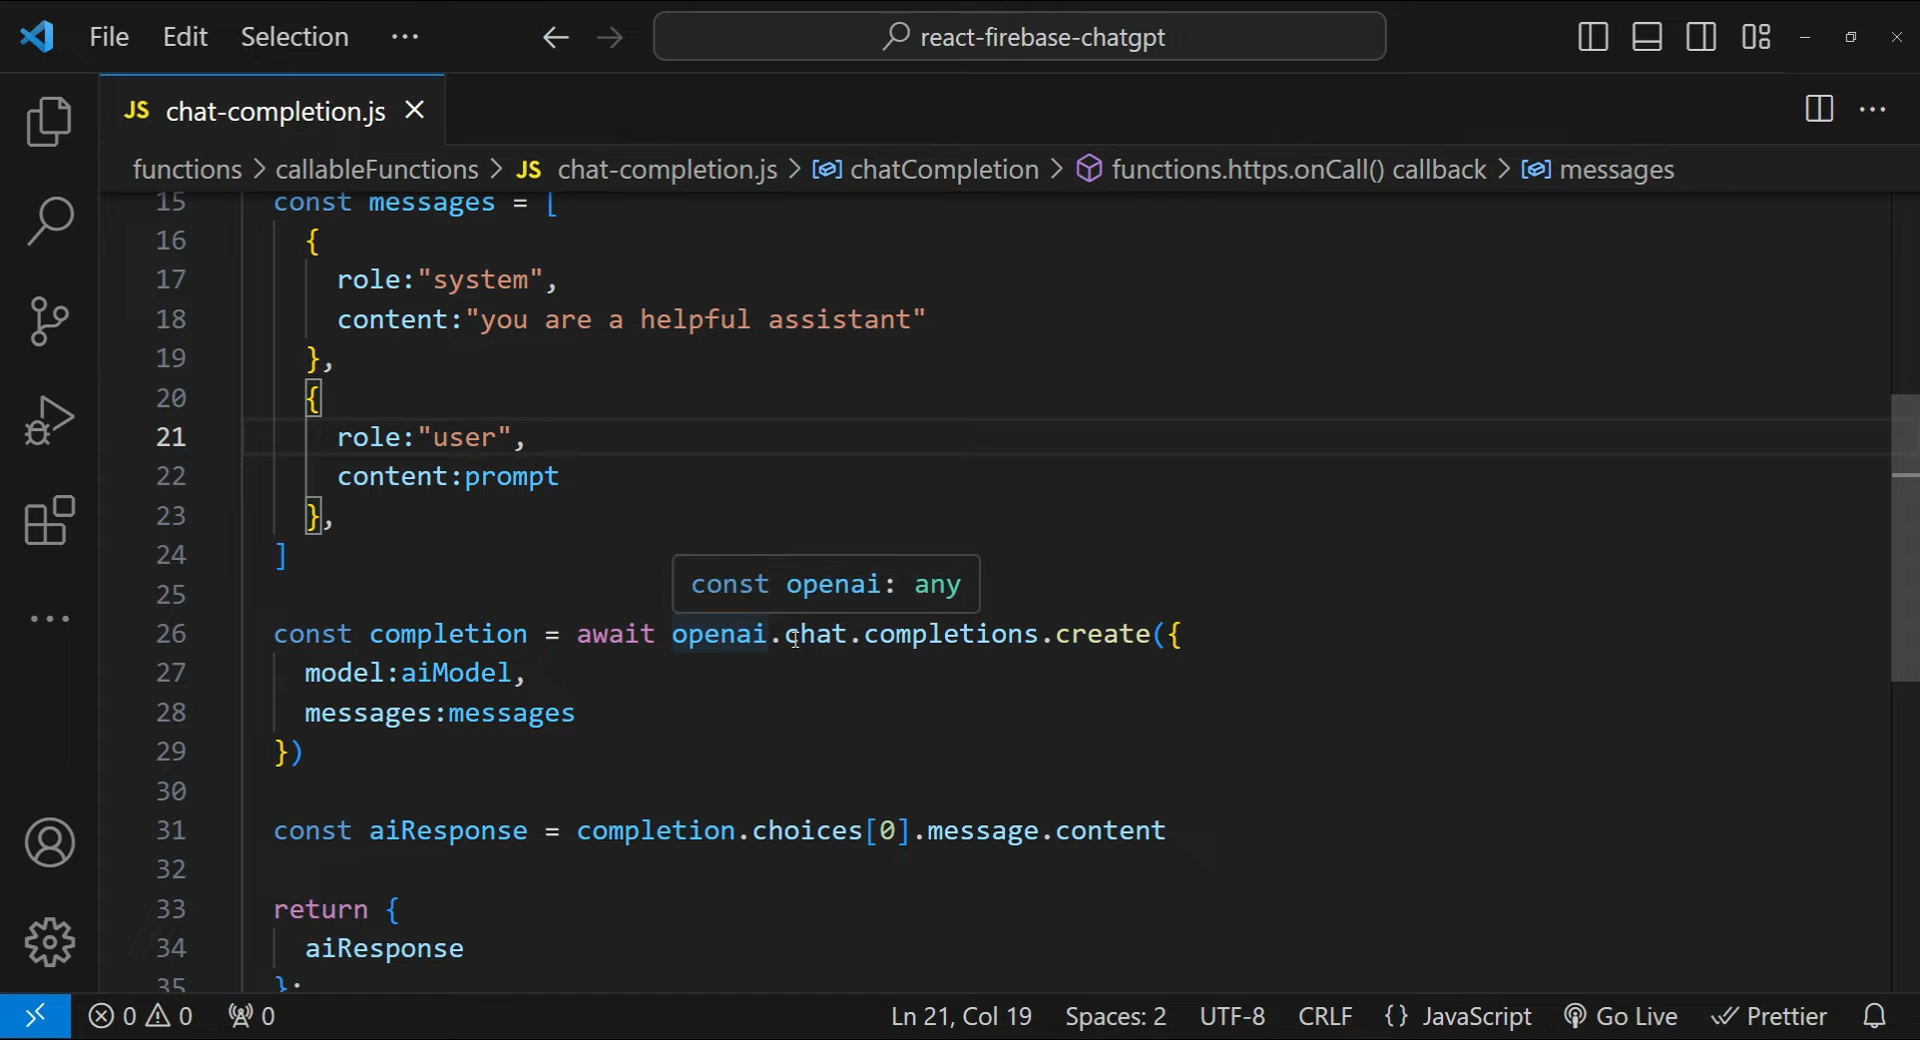 File Edit Selection ··· react-firebase-chatgpt
JS chat-completion.js
functions > callableFunctions > JS chat-completion.js > chatCompletion > functions.https.onCall() callback > messages
15 const messages = [
16 {
17 role:"system",
18 content:"you are a helpful assistant"
19 },
20 {
21 role:"user",
22 content:prompt
23 },
24 ]
25 const openai: any
26 const completion = await openai.chat.completions.create({
27 model:aiModel,
28 messages:messages
29 })
30
31 const aiResponse = completion.choices[0].message.content
32
33 return {
34 aiResponse
35 };
0 0 0 Ln 21, Col 19 Spaces: 2 UTF-8 CRLF {} JavaScript Go Live Prettier